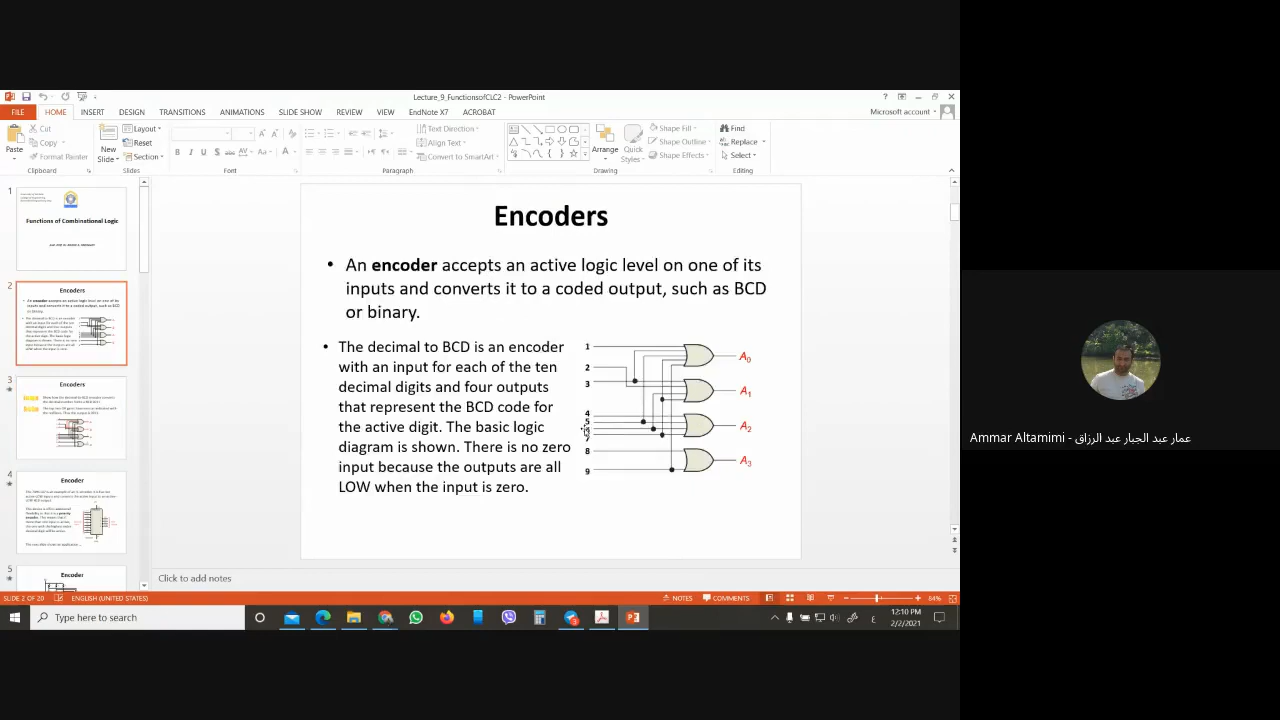 Lecture_9_FunctionsofCLC2 - PowerPoint
FILE HOME INSERT DESIGN TRANSITIONS ANIMATIONS SLIDE SHOW REVIEW VIEW EndNote X7 ACROBAT Microsoft account
Paste
Cut
Copy
Format Painter
Clipboard
New
Slide
Layout
Reset
Section
Slides
Font
Paragraph
Text Direction
Align Text
Convert to SmartArt
Arrange
Quick
Styles
Shape Fill
Shape Outline
Shape Effects
Drawing
Find
Replace
Select
Editing
1
Functions of Combinational Logic
2
Encoders
3
Encoders
4
Encoder
5
Encoder
Encoders
• An encoder accepts an active logic level on one of its
inputs and converts it to a coded output, such as BCD
or binary.
• The decimal to BCD is an encoder
with an input for each of the ten
decimal digits and four outputs
that represent the BCD code for
the active digit. The basic logic
diagram is shown. There is no zero
input because the outputs are all
LOW when the input is zero.
1
2
3
4
8
9
A0
A1
A2
A3
Click to add notes
SLIDE 2 OF 20 ENGLISH (UNITED STATES) NOTES COMMENTS 84%
Type here to search
ع
12:10 PM
2/2/2021
Ammar Altamimi - عمار عبد الجبار عبد الرزاق